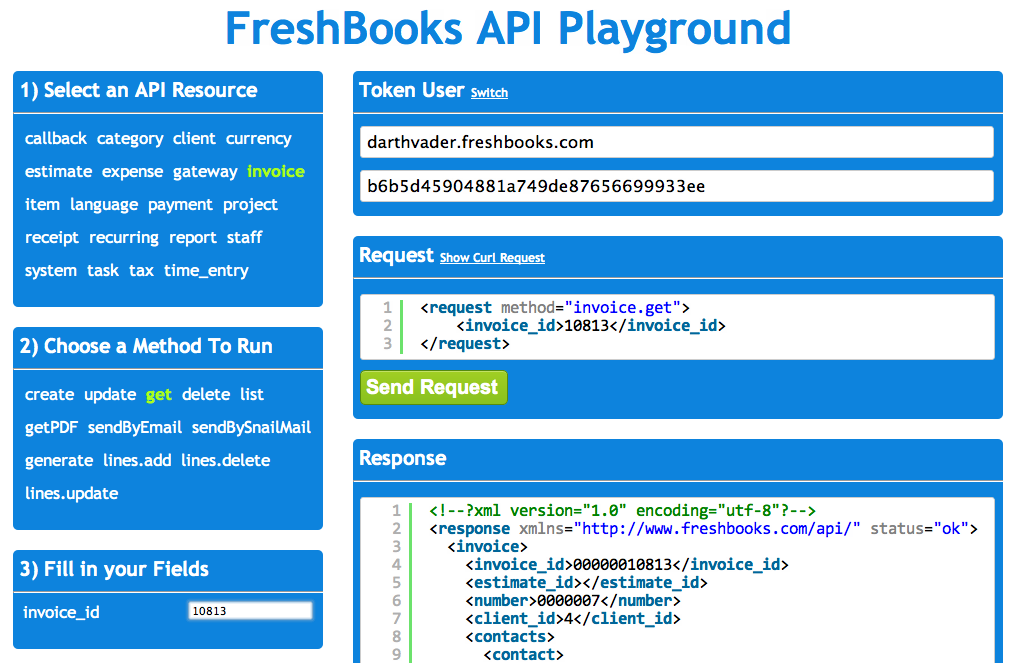 FreshBooks API Playground
1) Select an API Resource
callback category client currency
estimate expense gateway invoice
item language payment project
receipt recurring report staff
system task tax time_entry
2) Choose a Method To Run
create update get delete list
getPDF sendByEmail sendBySnailMail
generate lines.add lines.delete
lines.update
3) Fill in your Fields
invoice_id 10813
Token User Switch
darthvader.freshbooks.com
b6b5d45904881a749de87656699933ee
Request Show Curl Request
1 <request method="invoice.get">
2 <invoice_id>10813</invoice_id>
3 </request>
Send Request
Response
1 <!--?xml version="1.0" encoding="utf-8"?-->
2 <response xmlns="http://www.freshbooks.com/api/" status="ok">
3 <invoice>
4 <invoice_id>00000010813</invoice_id>
5 <estimate_id></estimate_id>
6 <number>0000007</number>
7 <client_id>4</client_id>
8 <contacts>
9 <contact>